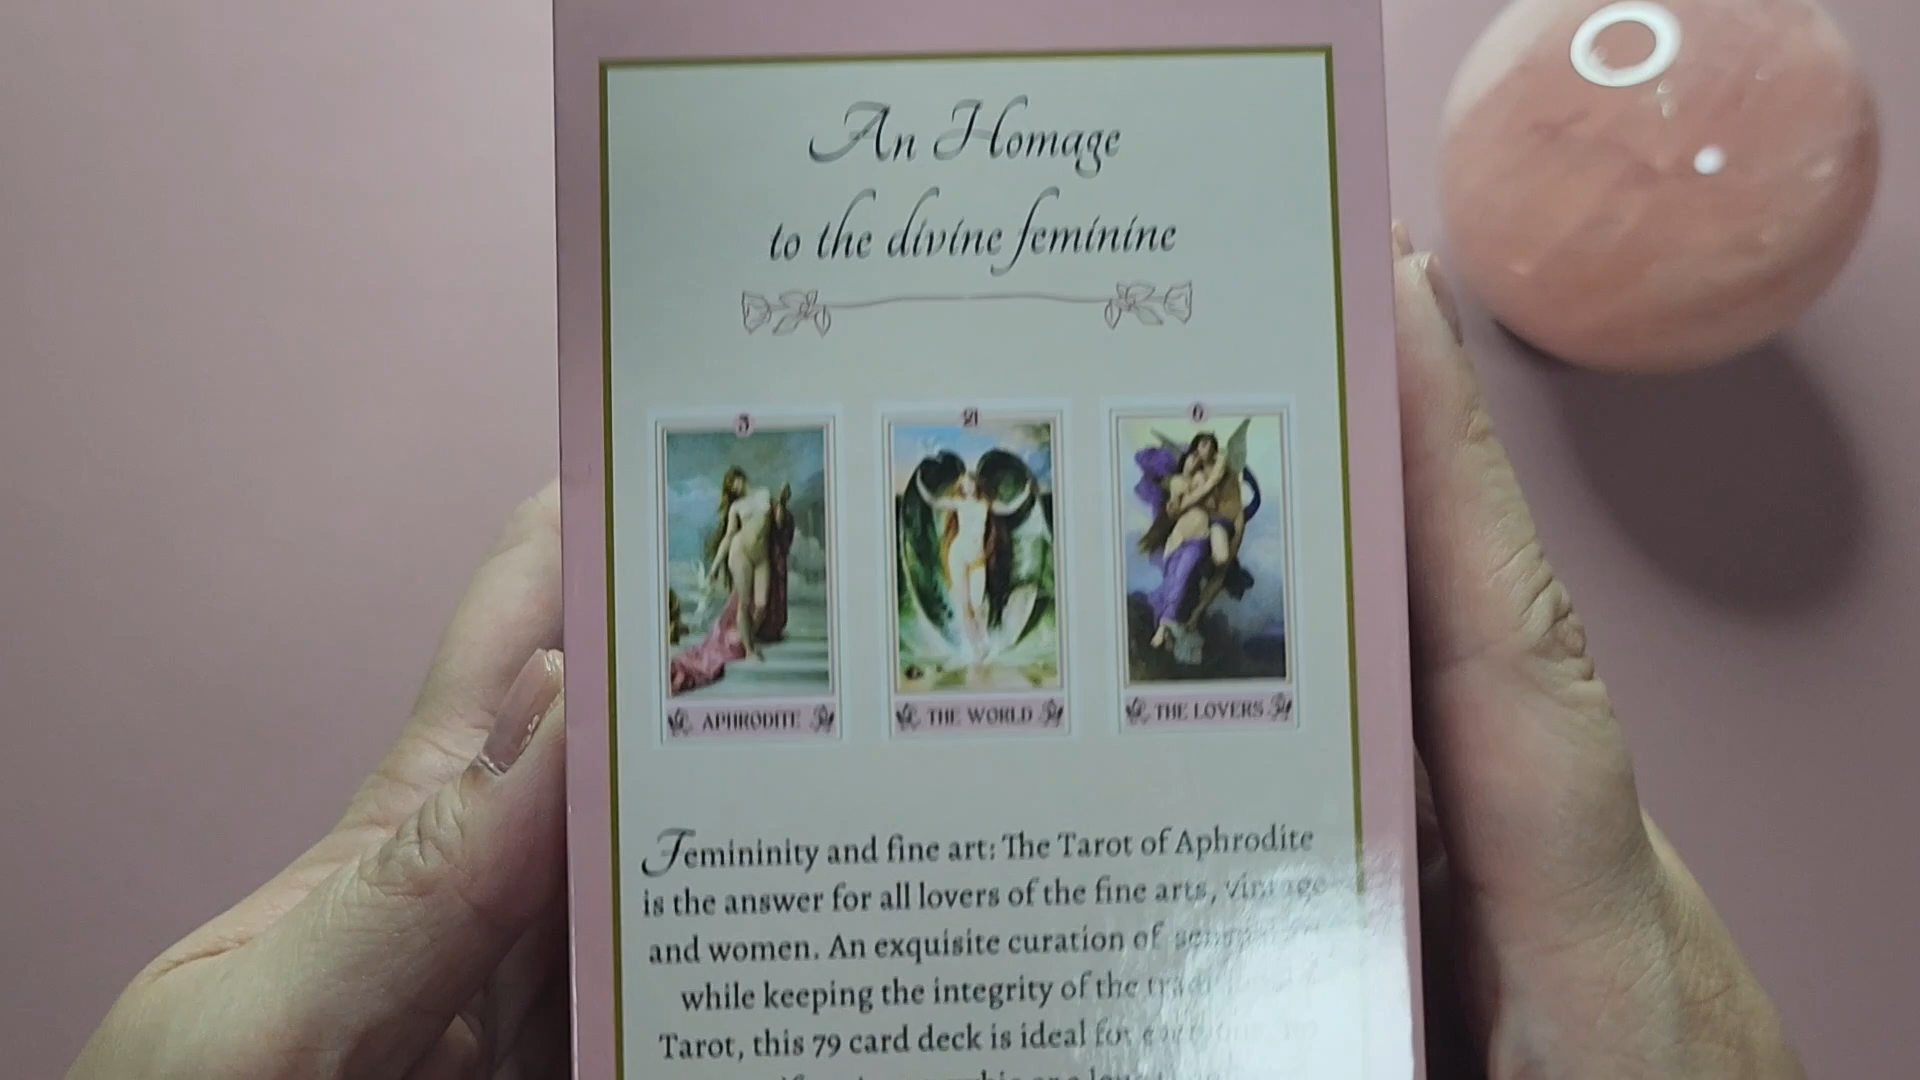 An Homage
to the divine feminine
5
21
6
APHRODITE
THE WORLD
THE LOVERS
Femininity and fine art: The Tarot of Aphrodite
is the answer for all lovers of the fine arts, vintage
and women. An exquisite curation of
while keeping the integrity of the
Tarot, this 79 card deck is ideal for